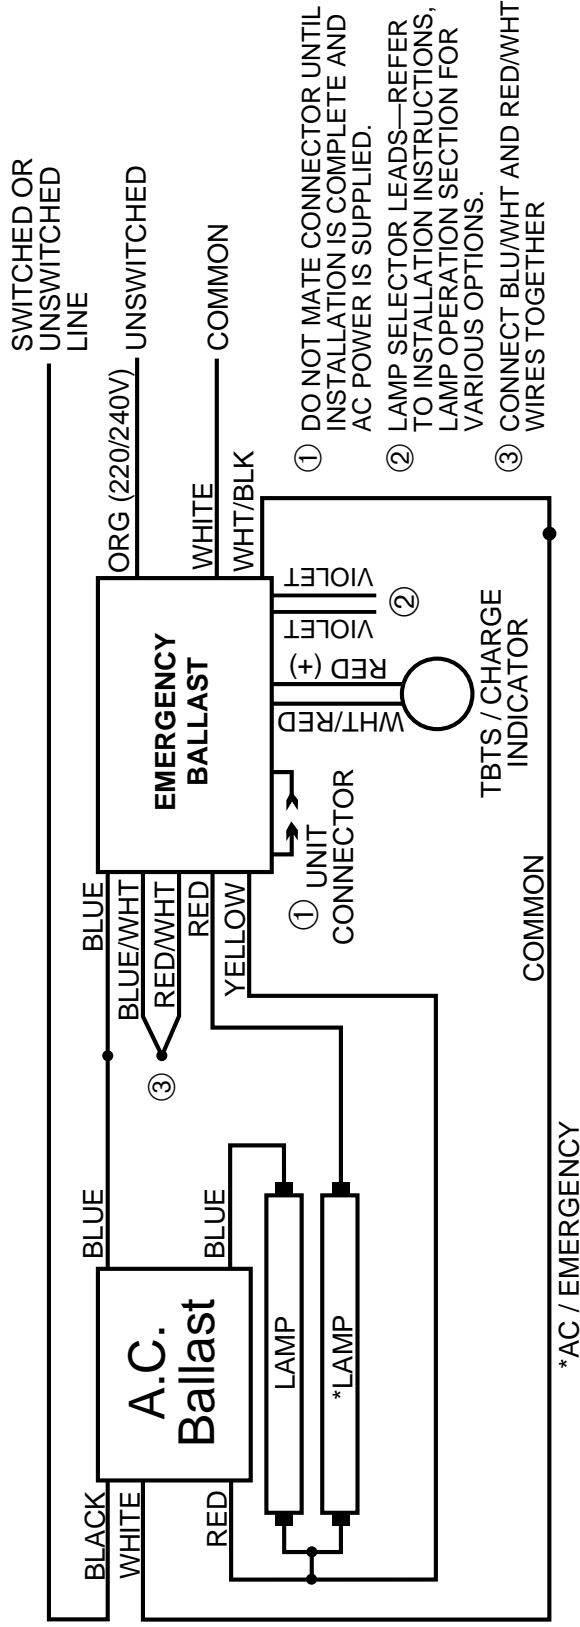 SWITCHED OR
UNSWITCHED
LINE
ORG (220/240V)
UNSWITCHED
WHITE
COMMON
WHT/BLK
EMERGENCY
BALLAST
BLUE
BLUE/WHT
RED/WHT
RED
YELLOW
③
BLUE
BLUE
A.C.
Ballast
BLACK
WHITE
RED
LAMP
*LAMP
① UNIT
CONNECTOR
WHT/RED
RED (+)
VIOLET
VIOLET
②
TBTS / CHARGE
INDICATOR
COMMON
*AC / EMERGENCY
① DO NOT MATE CONNECTOR UNTIL
INSTALLATION IS COMPLETE AND
AC POWER IS SUPPLIED.
② LAMP SELECTOR LEADS—REFER
TO INSTALLATION INSTRUCTIONS,
LAMP OPERATION SECTION FOR
VARIOUS OPTIONS.
③ CONNECT BLU/WHT AND RED/WHT
WIRES TOGETHER